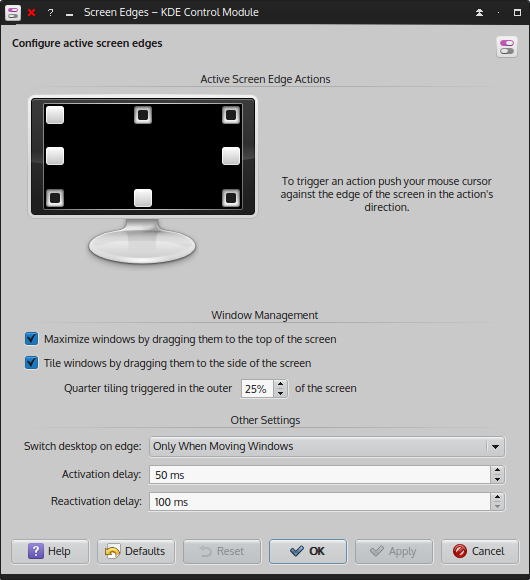 Screen Edges – KDE Control Module
Configure active screen edges
Active Screen Edge Actions
To trigger an action push your mouse cursor
against the edge of the screen in the action's
direction.
Window Management
Maximize windows by dragging them to the top of the screen
Tile windows by dragging them to the side of the screen
Quarter tiling triggered in the outer 25% of the screen
Other Settings
Switch desktop on edge: Only When Moving Windows
Activation delay: 50 ms
Reactivation delay: 100 ms
Help Defaults Reset OK Apply Cancel